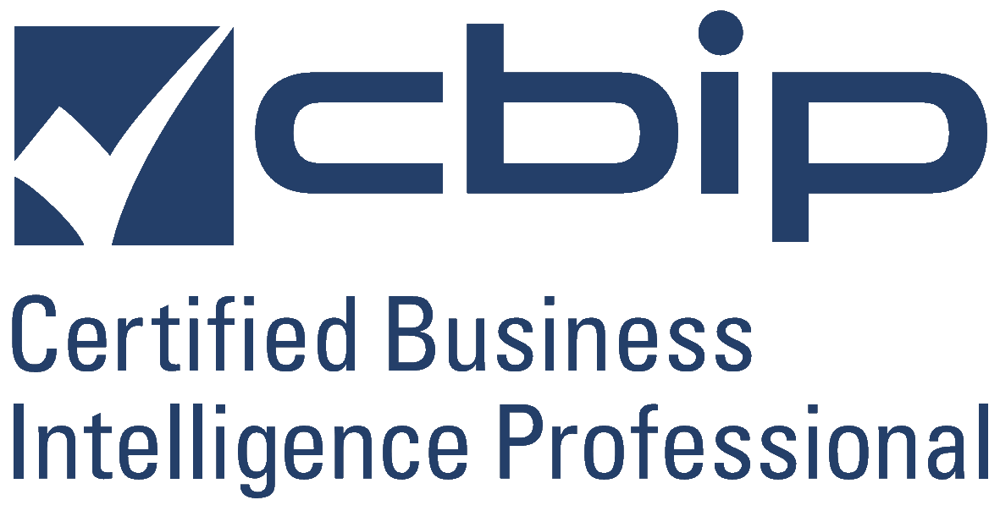 cbip
Certified Business
Intelligence Professional